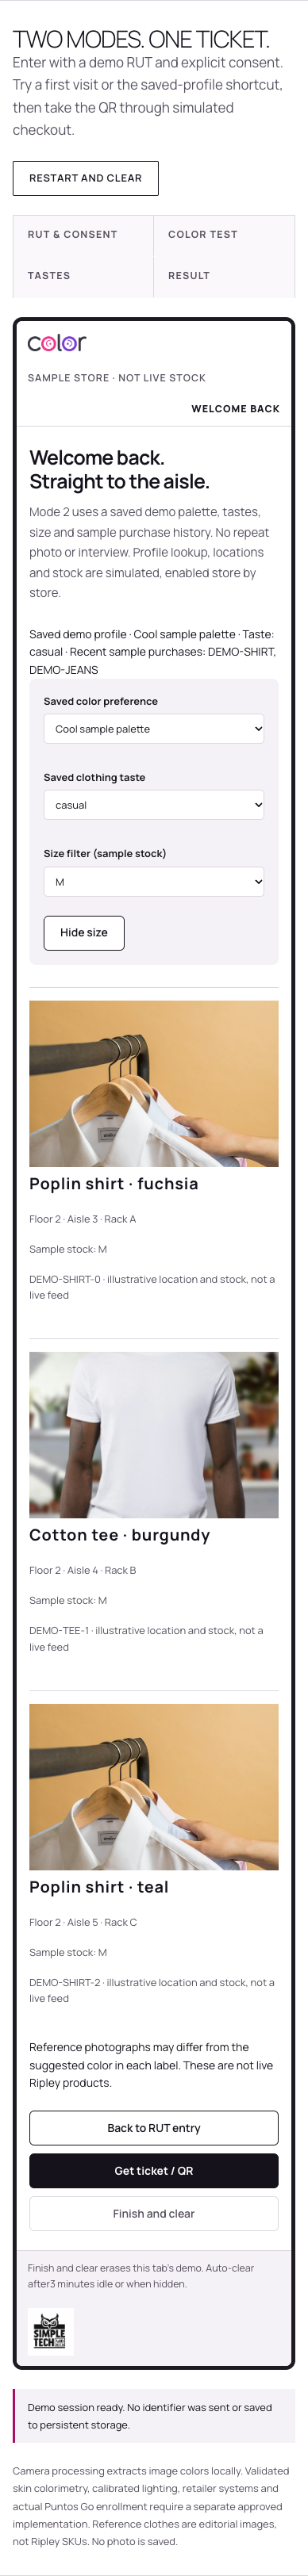 TWO MODES. ONE TICKET.
Enter with a demo RUT and explicit consent.
Try a first visit or the saved-profile shortcut,
then take the QR through simulated
checkout.
RESTART AND CLEAR
RUT & CONSENT
COLOR TEST
TASTES
RESULT
color
SAMPLE STORE · NOT LIVE STOCK
WELCOME BACK
Welcome back.
Straight to the aisle.
Mode 2 uses a saved demo palette, tastes,
size and sample purchase history. No repeat
photo or interview. Profile lookup, locations
and stock are simulated, enabled store by
store.
Saved demo profile · Cool sample palette · Taste:
casual · Recent sample purchases: DEMO-SHIRT,
DEMO-JEANS
Saved color preference
Cool sample palette
Saved clothing taste
casual
Size filter (sample stock)
M
Hide size
Poplin shirt · fuchsia
Floor 2 · Aisle 3 · Rack A
Sample stock: M
DEMO-SHIRT-0 · illustrative location and stock, not a
live feed
Cotton tee · burgundy
Floor 2 · Aisle 4 · Rack B
Sample stock: M
DEMO-TEE-1 · illustrative location and stock, not a
live feed
Poplin shirt · teal
Floor 2 · Aisle 5 · Rack C
Sample stock: M
DEMO-SHIRT-2 · illustrative location and stock, not a
live feed
Reference photographs may differ from the
suggested color in each label. These are not live
Ripley products.
Back to RUT entry
Get ticket / QR
Finish and clear
Finish and clear erases this tab's demo. Auto-clear
after3 minutes idle or when hidden.
SIMPLE
TECH
Demo session ready. No identifier was sent or saved
to persistent storage.
Camera processing extracts image colors locally. Validated
skin colorimetry, calibrated lighting, retailer systems and
actual Puntos Go enrollment require a separate approved
implementation. Reference clothes are editorial images,
not Ripley SKUs. No photo is saved.